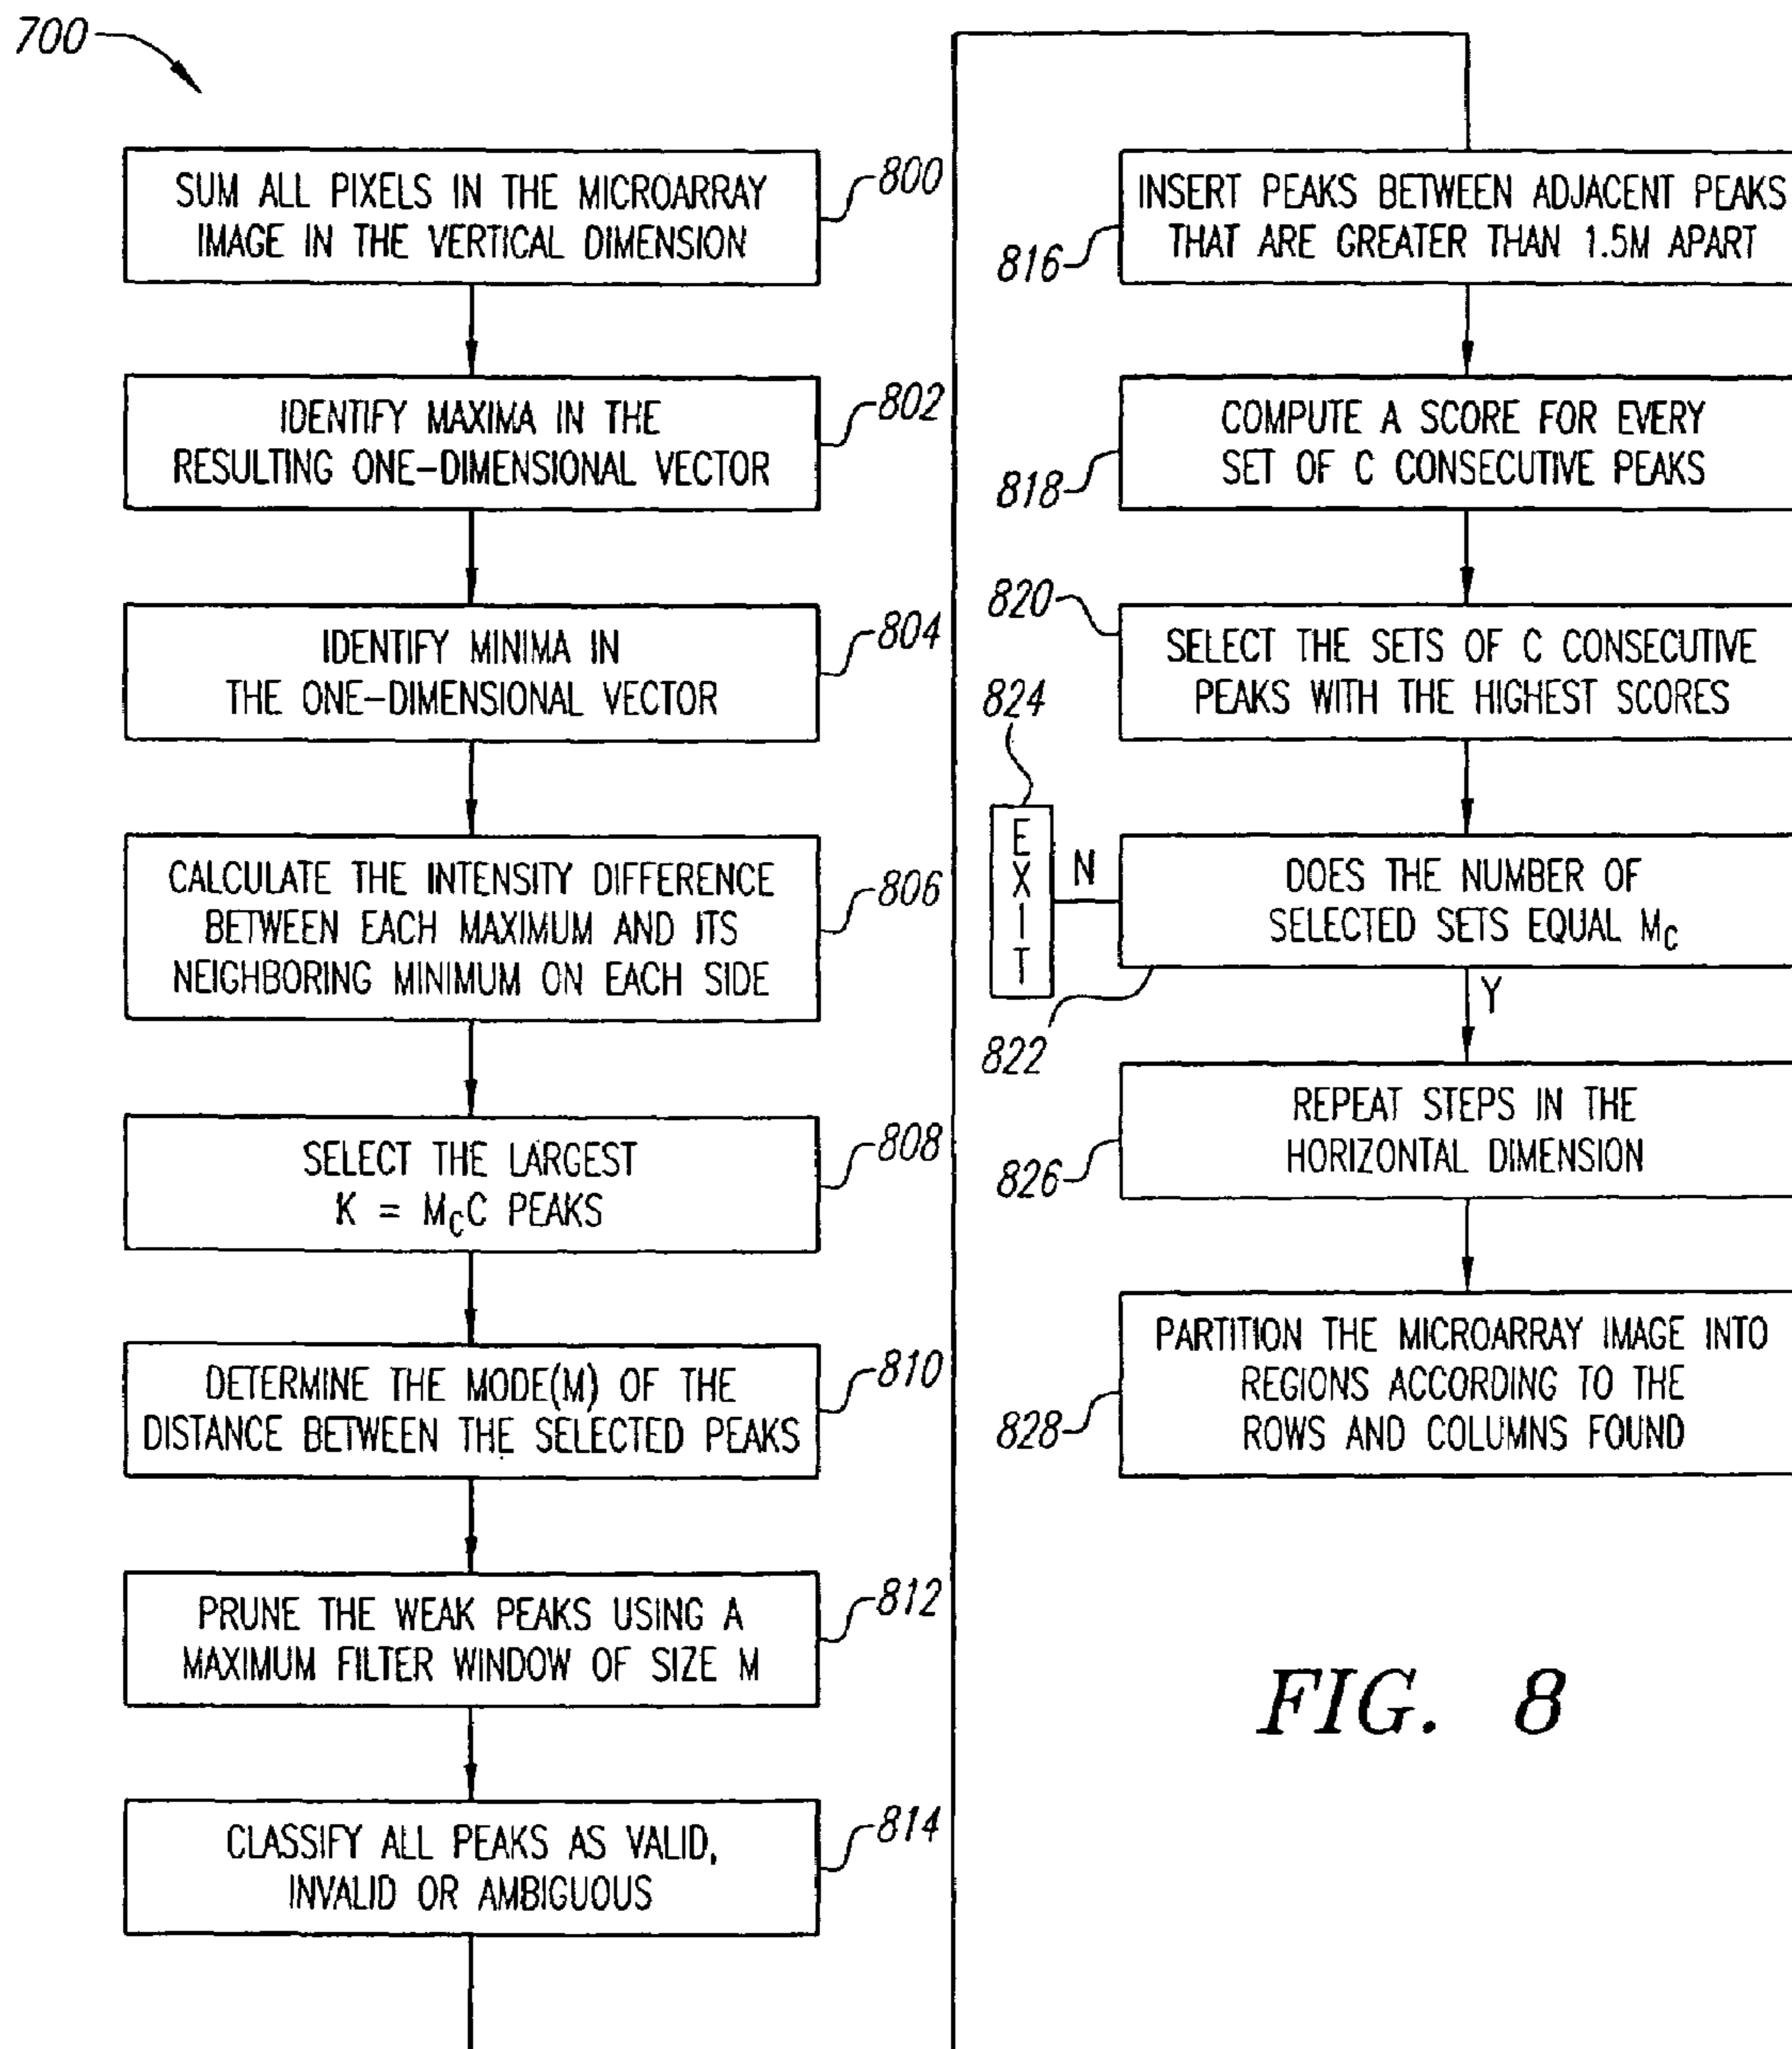 700
SUM ALL PIXELS IN THE MICROARRAY
IMAGE IN THE VERTICAL DIMENSION
800
IDENTIFY MAXIMA IN THE
RESULTING ONE-DIMENSIONAL VECTOR
802
IDENTIFY MINIMA IN
THE ONE-DIMENSIONAL VECTOR
804
CALCULATE THE INTENSITY DIFFERENCE
BETWEEN EACH MAXIMUM AND ITS
NEIGHBORING MINIMUM ON EACH SIDE
806
SELECT THE LARGEST
K = MCC PEAKS
808
DETERMINE THE MODE(M) OF THE
DISTANCE BETWEEN THE SELECTED PEAKS
810
PRUNE THE WEAK PEAKS USING A
MAXIMUM FILTER WINDOW OF SIZE M
812
CLASSIFY ALL PEAKS AS VALID,
INVALID OR AMBIGUOUS
814
INSERT PEAKS BETWEEN ADJACENT PEAKS
THAT ARE GREATER THAN 1.5M APART
816
COMPUTE A SCORE FOR EVERY
SET OF C CONSECUTIVE PEAKS
818
820
SELECT THE SETS OF C CONSECUTIVE
PEAKS WITH THE HIGHEST SCORES
824
EXIT
N
DOES THE NUMBER OF
SELECTED SETS EQUAL MC
822
Y
REPEAT STEPS IN THE
HORIZONTAL DIMENSION
826
PARTITION THE MICROARRAY IMAGE INTO
REGIONS ACCORDING TO THE
ROWS AND COLUMNS FOUND
828
FIG. 8